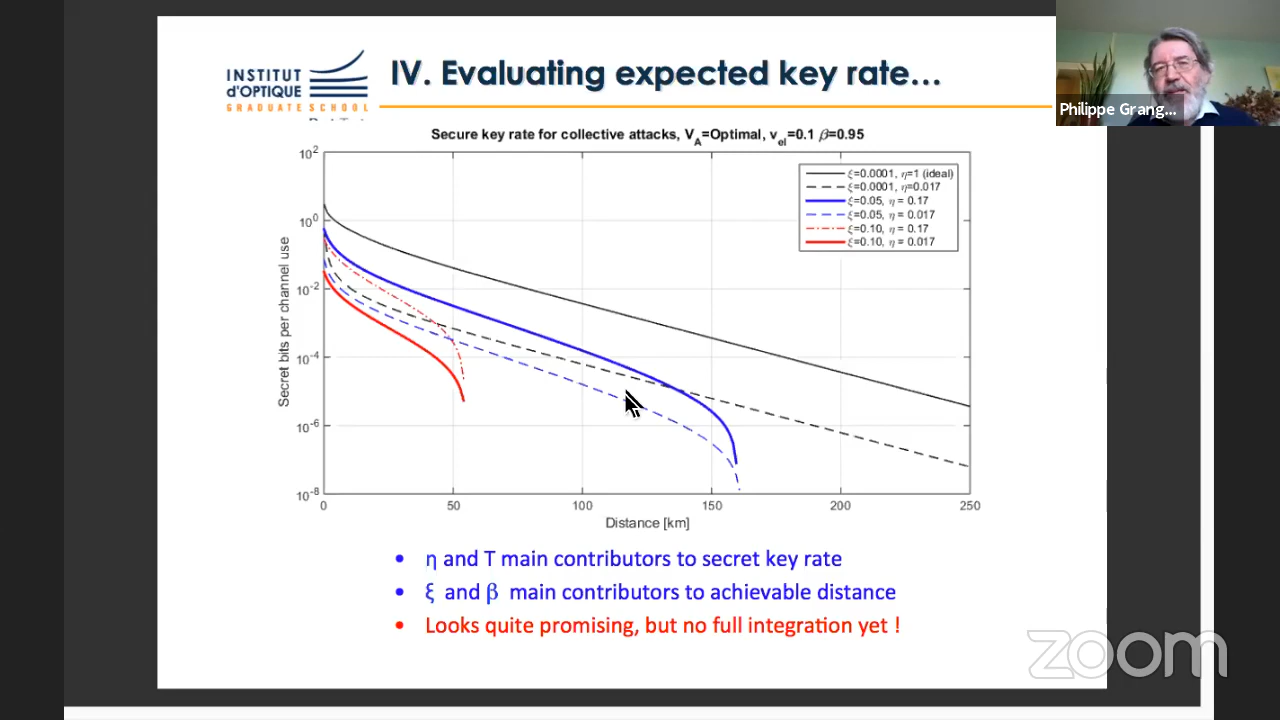 INSTITUT
d'OPTIQUE
GRADUATE SCHOOL
IV. Evaluating expected key rate...
Philippe Grang...
Secure key rate for collective attacks, V_A=Optimal, v_el=0.1 β=0.95
ξ=0.0001, η=1 (ideal)
ξ=0.0001, η=0.017
ξ=0.05, η = 0.17
ξ=0.05, η = 0.017
ξ=0.10, η = 0.17
ξ=0.10, η = 0.017
Secret bits per channel use
10^2
10^0
10^-2
10^-4
10^-6
10^-8
0 50 100 150 200 250
Distance [km]
• η and T main contributors to secret key rate
• ξ and β main contributors to achievable distance
• Looks quite promising, but no full integration yet !
zoom